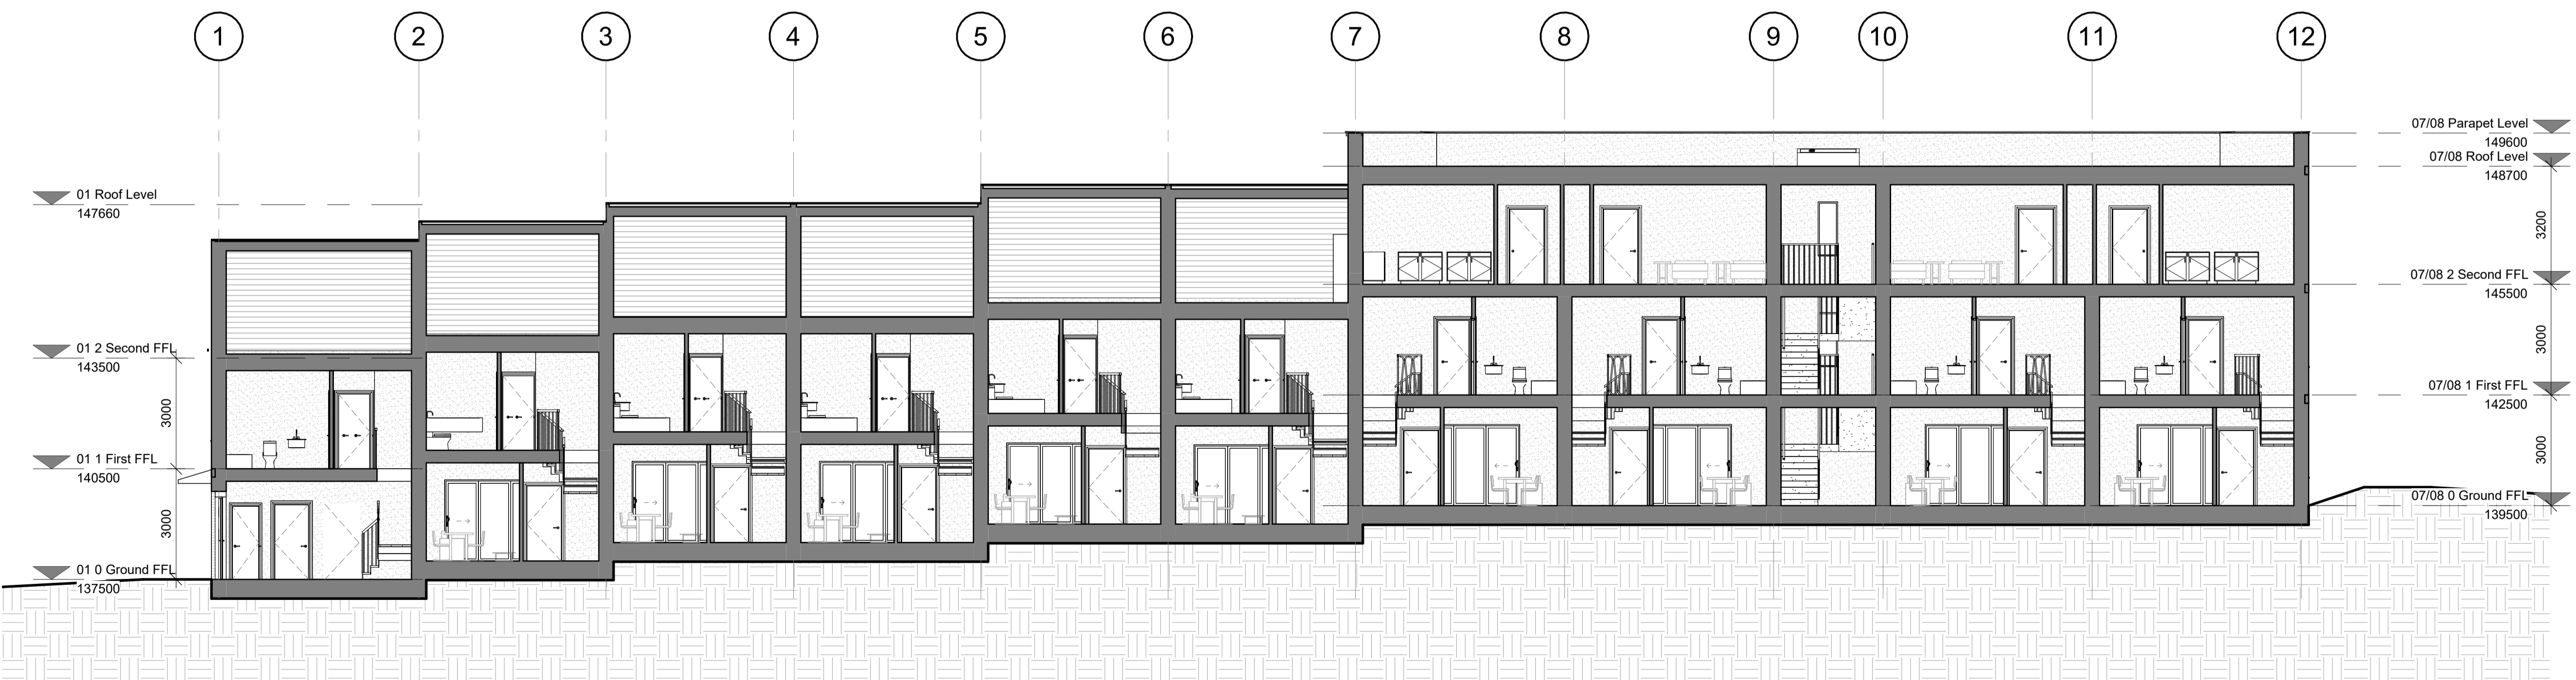 1 2 3 4 5 6 7 8 9 10 11 12
01 Roof Level
147660
01 2 Second FFL
143500
3000
01 1 First FFL
140500
3000
01 0 Ground FFL
137500
07/08 Parapet Level
149600
07/08 Roof Level
148700
3200
07/08 2 Second FFL
145500
3000
07/08 1 First FFL
142500
3000
07/08 0 Ground FFL
139500